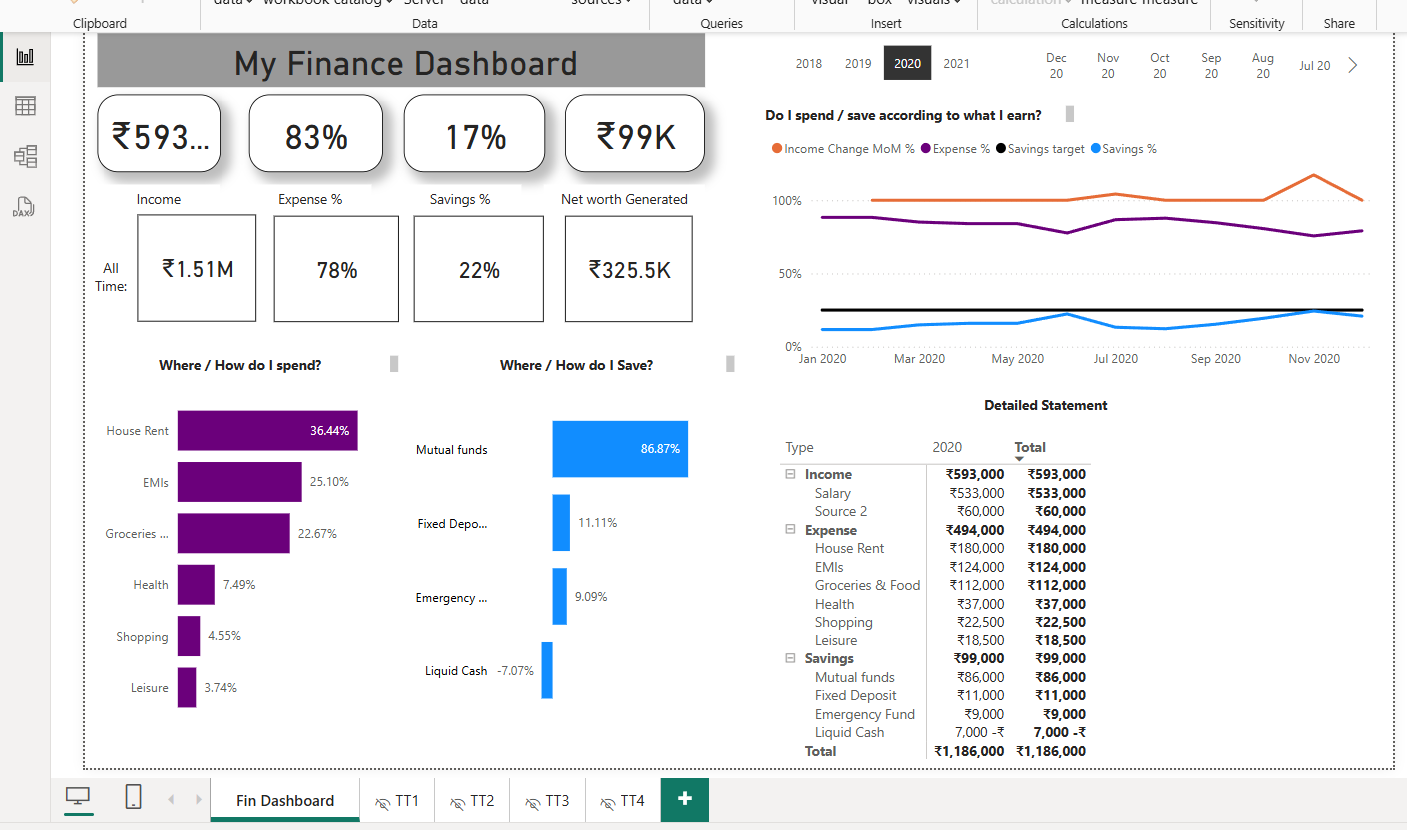 data workbook catalog Server data sources data visual box visuals calculation measure measure
Clipboard Data Queries Insert Calculations Sensitivity Share
DAX
My Finance Dashboard
2018 2019 2020 2021
Dec 20 Nov 20 Oct 20 Sep 20 Aug 20 Jul 20
₹593... 83% 17% ₹99K
Income Expense % Savings % Net worth Generated
All Time: ₹1.51M 78% 22% ₹325.5K
Do I spend / save according to what I earn?
Income Change MoM % Expense % Savings target Savings %
100%
50%
0%
Jan 2020 Mar 2020 May 2020 Jul 2020 Sep 2020 Nov 2020
Where / How do I spend?
House Rent 36.44%
EMIs 25.10%
Groceries ... 22.67%
Health 7.49%
Shopping 4.55%
Leisure 3.74%
Where / How do I Save?
Mutual funds 86.87%
Fixed Depo... 11.11%
Emergency ... 9.09%
Liquid Cash -7.07%
Detailed Statement
Type 2020 Total
Income ₹593,000 ₹593,000
Salary ₹533,000 ₹533,000
Source 2 ₹60,000 ₹60,000
Expense ₹494,000 ₹494,000
House Rent ₹180,000 ₹180,000
EMIs ₹124,000 ₹124,000
Groceries & Food ₹112,000 ₹112,000
Health ₹37,000 ₹37,000
Shopping ₹22,500 ₹22,500
Leisure ₹18,500 ₹18,500
Savings ₹99,000 ₹99,000
Mutual funds ₹86,000 ₹86,000
Fixed Deposit ₹11,000 ₹11,000
Emergency Fund ₹9,000 ₹9,000
Liquid Cash 7,000 -₹ 7,000 -₹
Total ₹1,186,000 ₹1,186,000
Fin Dashboard TT1 TT2 TT3 TT4 +